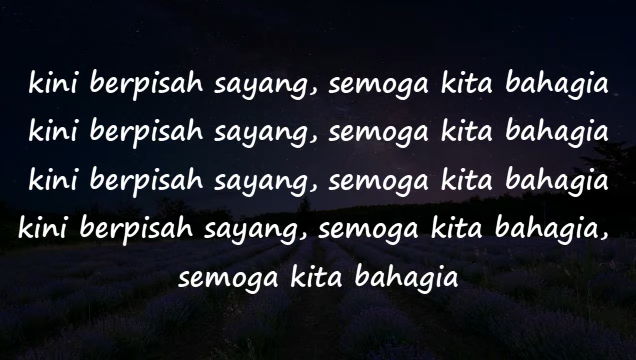 kini berpisah sayang, semoga kita bahagia
kini berpisah sayang, semoga kita bahagia
kini berpisah sayang, semoga kita bahagia
kini berpisah sayang, semoga kita bahagia,
semoga kita bahagia